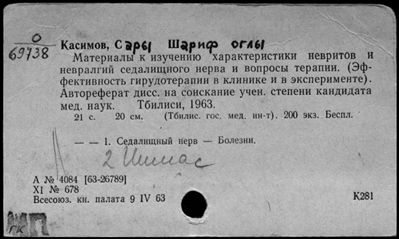 0
69738
Касимов, Сары Шариф оглы
Материалы к изучению характеристики невритов и
невралгий седалищного нерва и вопросы терапии. (Эф-
фективность гирудотерапии в клинике и в эксперименте).
Автореферат дисс. на соискание учен. степени кандидата
мед. наук. Тбилиси, 1963.
21 с. 20 см. (Тбилис. гос. мед. ин-т). 200 экз. Беспл.
— — 1. Седалищный нерв — Болезни.
2 Ишиас
А № 4084 [63-26789]
XI № 678
Всесоюз. кн. палата 9 IV 63
К281